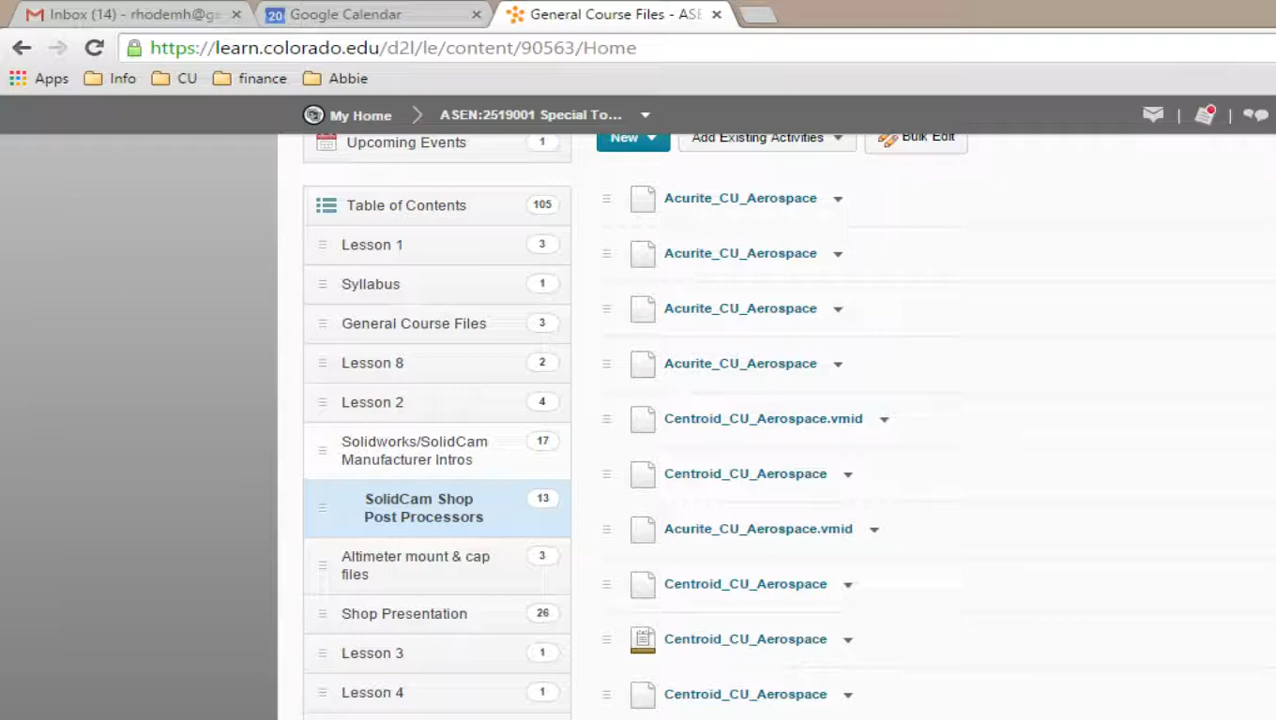 Inbox (14) - rhodemh@g
Google Calendar
General Course Files - ASE
https://learn.colorado.edu/d2l/le/content/90563/Home
Apps Info CU finance Abbie
My Home ASEN:2519001 Special To...
Upcoming Events 1
New Add Existing Activities Bulk Edit
Table of Contents 105
Lesson 1 3
Syllabus 1
General Course Files 3
Lesson 8 2
Lesson 2 4
Solidworks/SolidCam 17
Manufacturer Intros
SolidCam Shop 13
Post Processors
Altimeter mount & cap 3
files
Shop Presentation 26
Lesson 3 1
Lesson 4 1
Acurite_CU_Aerospace
Acurite_CU_Aerospace
Acurite_CU_Aerospace
Acurite_CU_Aerospace
Centroid_CU_Aerospace.vmid
Centroid_CU_Aerospace
Acurite_CU_Aerospace.vmid
Centroid_CU_Aerospace
Centroid_CU_Aerospace
Centroid_CU_Aerospace